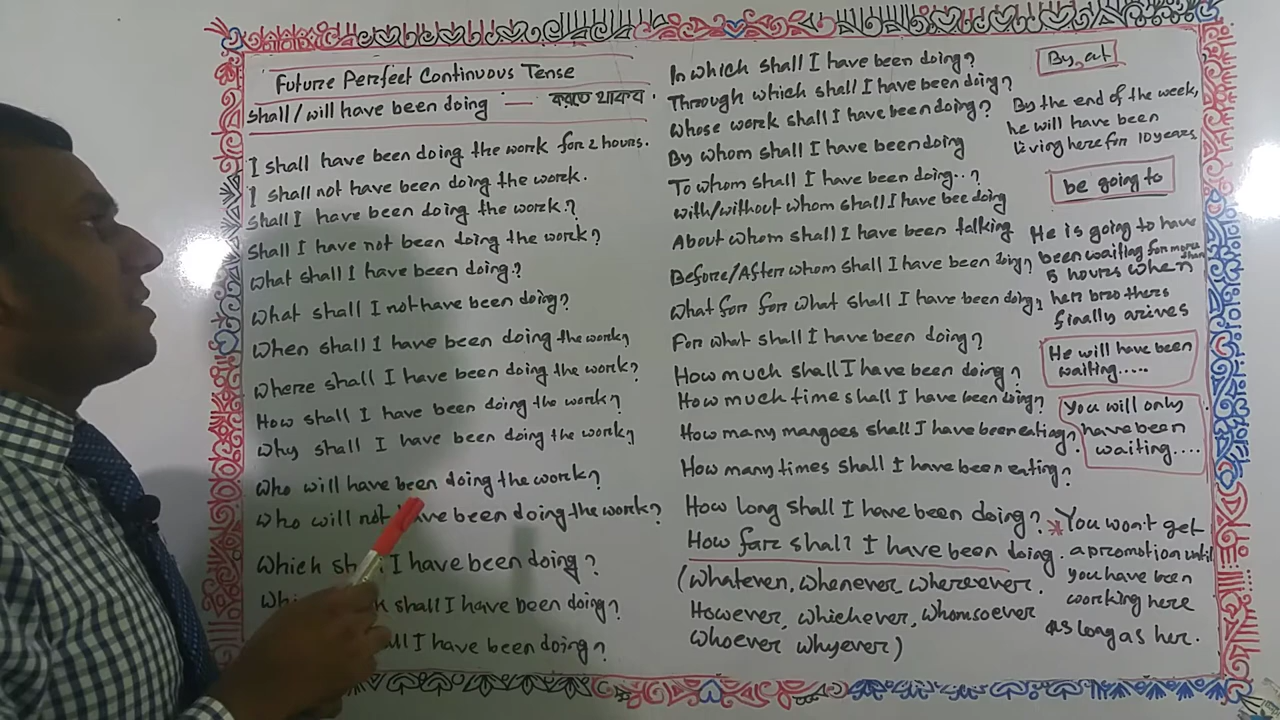 Future Perefect Continuous Tense
shall/will have been doing — করতে থাকব.
I shall have been doing the work for 2 hours.
I shall not have been doing the work.
Shall I have been doing the work?
Shall I have not been doing the work?
What shall I have been doing?
What shall I not have been doing?
When shall I have been doing the work?
Where shall I have been doing the work?
How shall I have been doing the work?
Why shall I have been doing the work?
Who will have been doing the work?
Who will not have been doing the work?
Which I have been doing?
shall I have been doing?
I have been doing?
In which shall I have been doing?
Through which shall I have been doing?
Whose work shall I have been doing?
By whom shall I have been doing
To whom shall I have been doing..?
with/without whom shall I have bee doing
About whom shall I have been talking
Before/After whom shall I have been doing?
What for for what shall I have been doing?
For what shall I have been doing?
How much shall I have been doing?
How much time shall I have been doing?
How many mangoes shall I have been eating?
How many times shall I have been eating?
How long shall I have been doing?
How far shall I have been doing.
(Whatever, Whenever, Wherever.
However, whichever, whomsoever
Whoever whyever)
By, at
By the end of the week,
he will have been
living here for 10 years
be going to
He is going to have
been waiting for more than
5 hours when
her brothers
finally arives
He will have been
waiting.....
You will only
have been
waiting....
*You won't get
a promotion until
you have been
working here
as long as her.